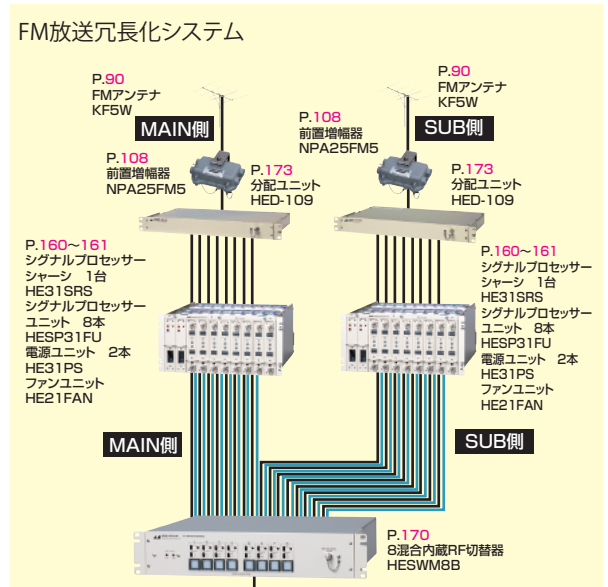 FM放送冗長化システム
P.90
FMアンテナ
KF5W
MAIN側
P.108
前置増幅器
NPA25FM5
P.173
分配ユニット
HED-109
P.160〜161
シグナルプロセッサー
シャーシ 1台
HE31SRS
シグナルプロセッサー
ユニット 8本
HESP31FU
電源ユニット 2本
HE31PS
ファンユニット
HE21FAN
MAIN側
P.90
FMアンテナ
KF5W
SUB側
P.108
前置増幅器
NPA25FM5
P.173
分配ユニット
HED-109
P.160〜161
シグナルプロセッサー
シャーシ 1台
HE31SRS
シグナルプロセッサー
ユニット 8本
HESP31FU
電源ユニット 2本
HE31PS
ファンユニット
HE21FAN
SUB側
P.170
8混合内蔵RF切替器
HESWM8B